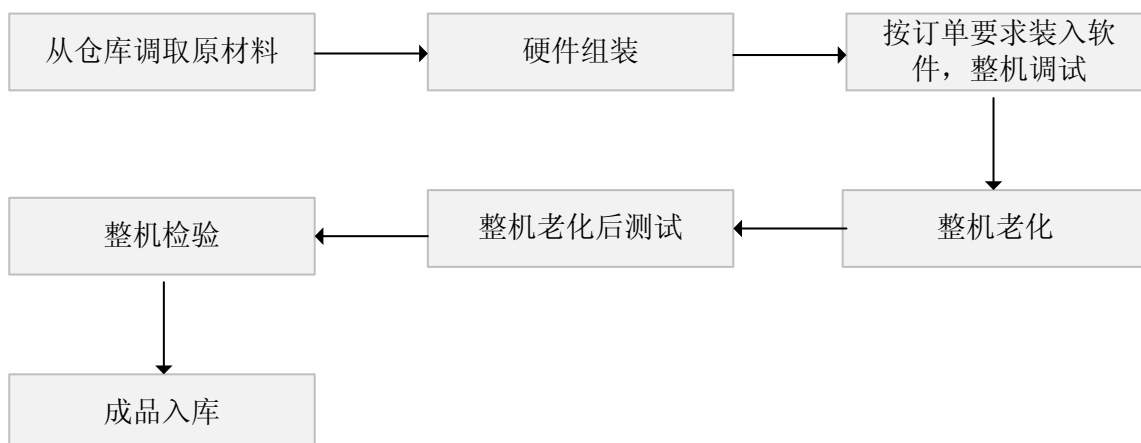 从仓库调取原材料
硬件组装
按订单要求装入软
件，整机调试
整机老化
整机老化后测试
整机检验
成品入库